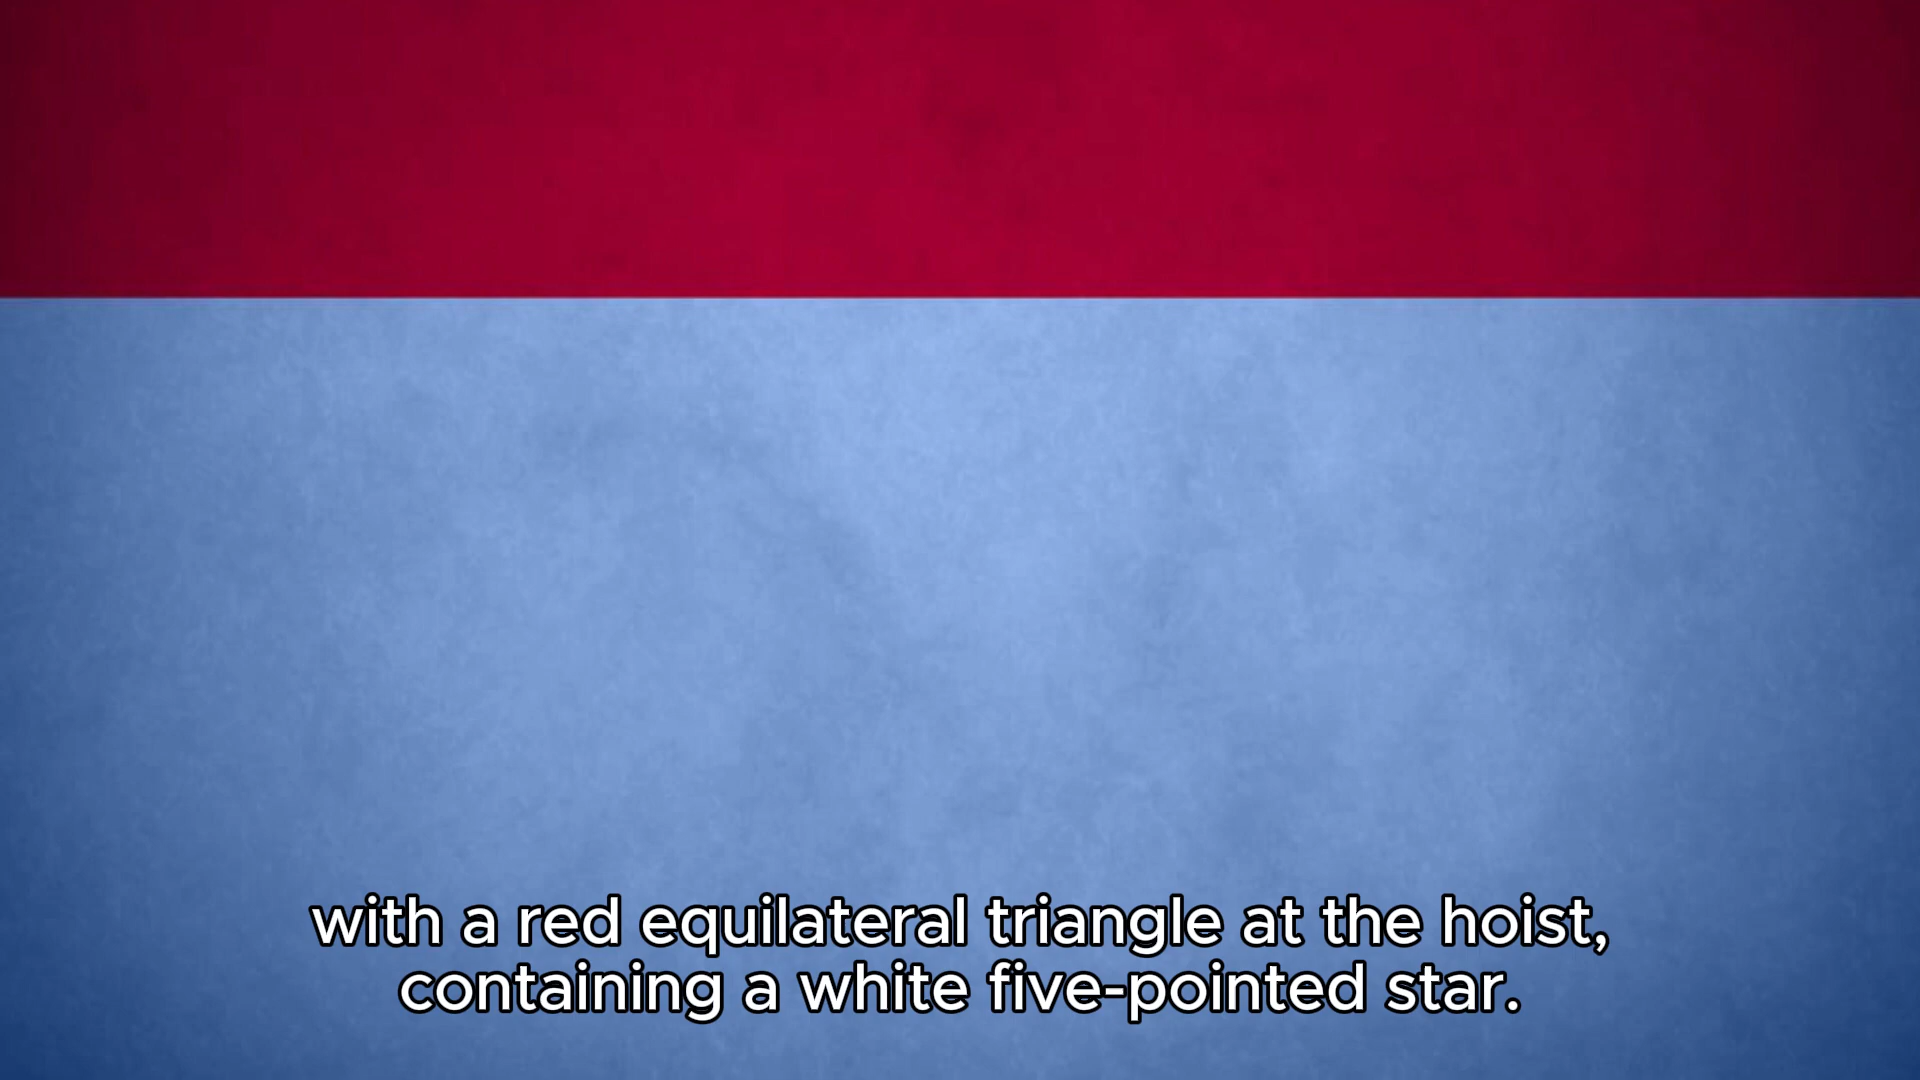 with a red equilateral triangle at the hoist,
containing a white five-pointed star.